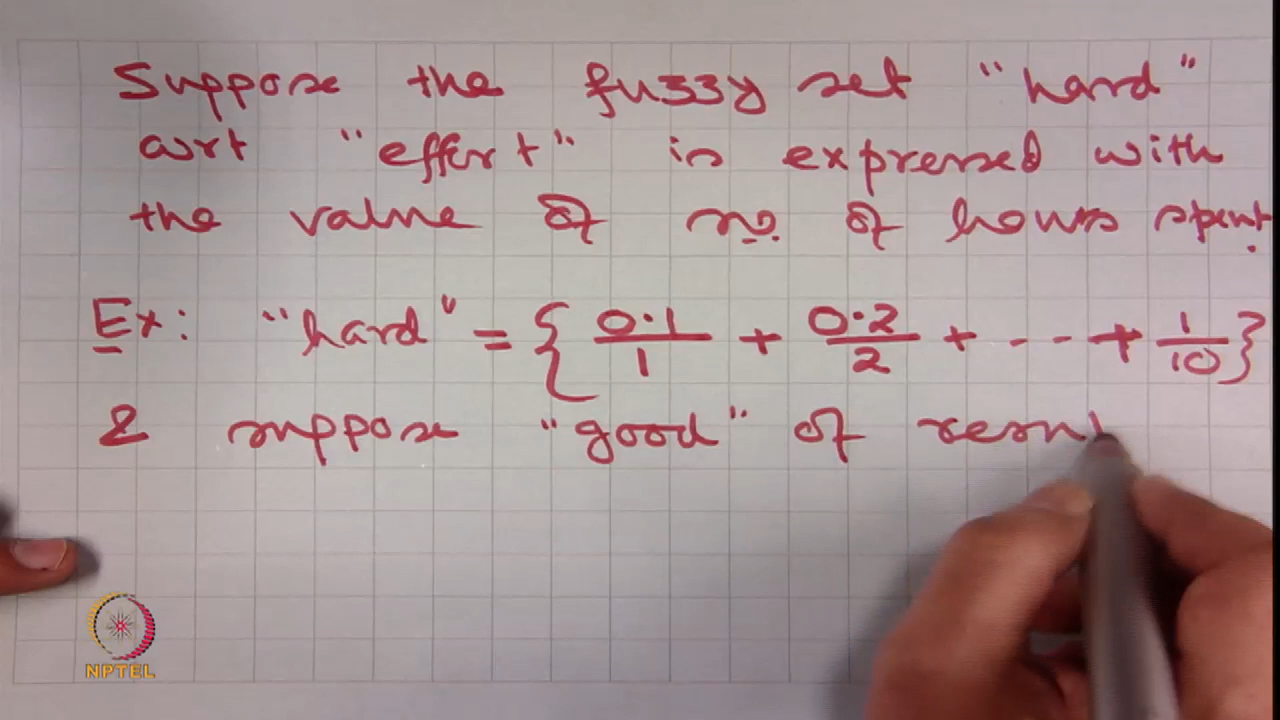 Suppose the fuzzy set "hard"
wrt "effort" is expressed with
the value of no. of hours spent.
Ex: "hard" = { 0.1/1 + 0.2/2 + - - - + 1/10 }
& suppose "good" of resu
NPTEL